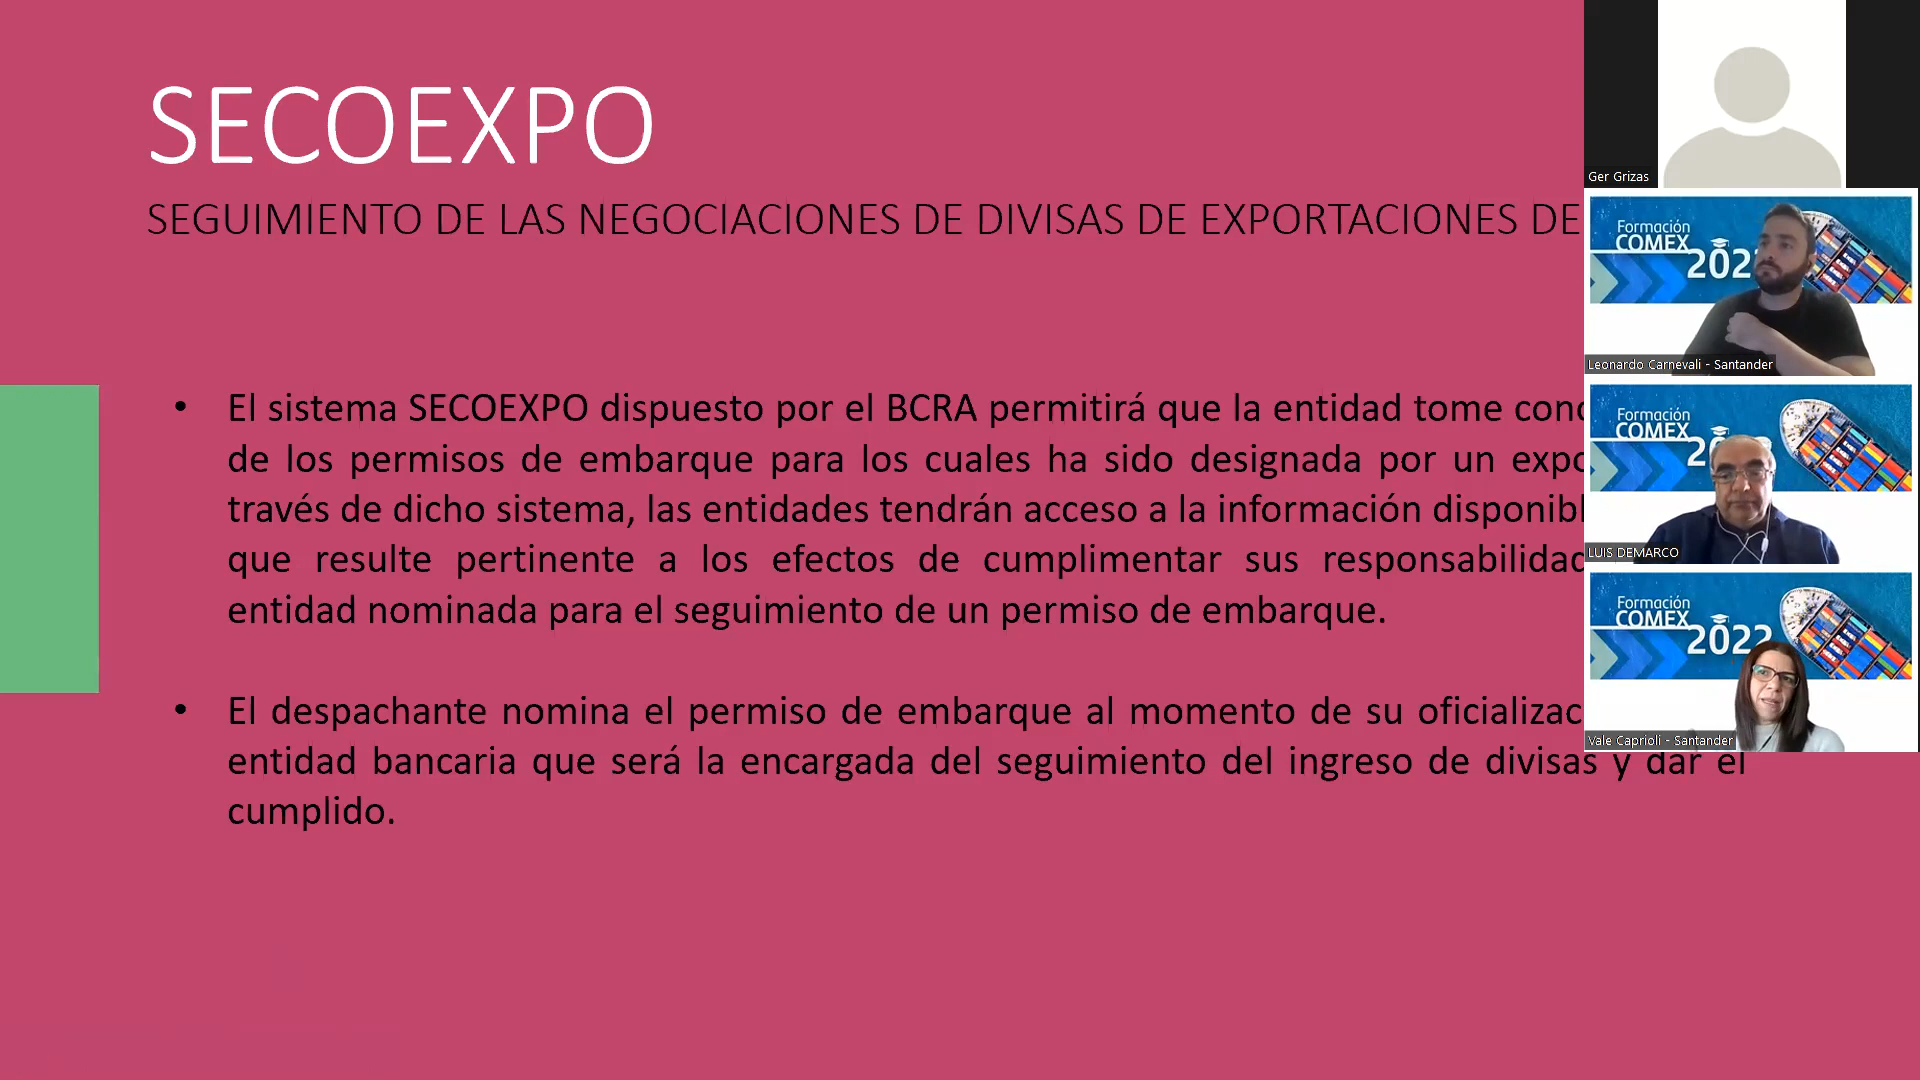 SECOEXPO
SEGUIMIENTO DE LAS NEGOCIACIONES DE DIVISAS DE EXPORTACIONES DE
• El sistema SECOEXPO dispuesto por el BCRA permitirá que la entidad tome
de los permisos de embarque para los cuales ha sido designada por un
través de dicho sistema, las entidades tendrán acceso a la información
que resulte pertinente a los efectos de cumplimentar sus
entidad nominada para el seguimiento de un permiso de embarque.
• El despachante nomina el permiso de embarque al momento de su
entidad bancaria que será la encargada del seguimiento del ingreso de divisas y dar el
cumplido.
Ger Grizas
Formación
COMEX
Leonardo Carnevali - Santander
Formación
COMEX
LUIS DEMARCO
Formación
COMEX
2022
Vale Caprioli - Santander